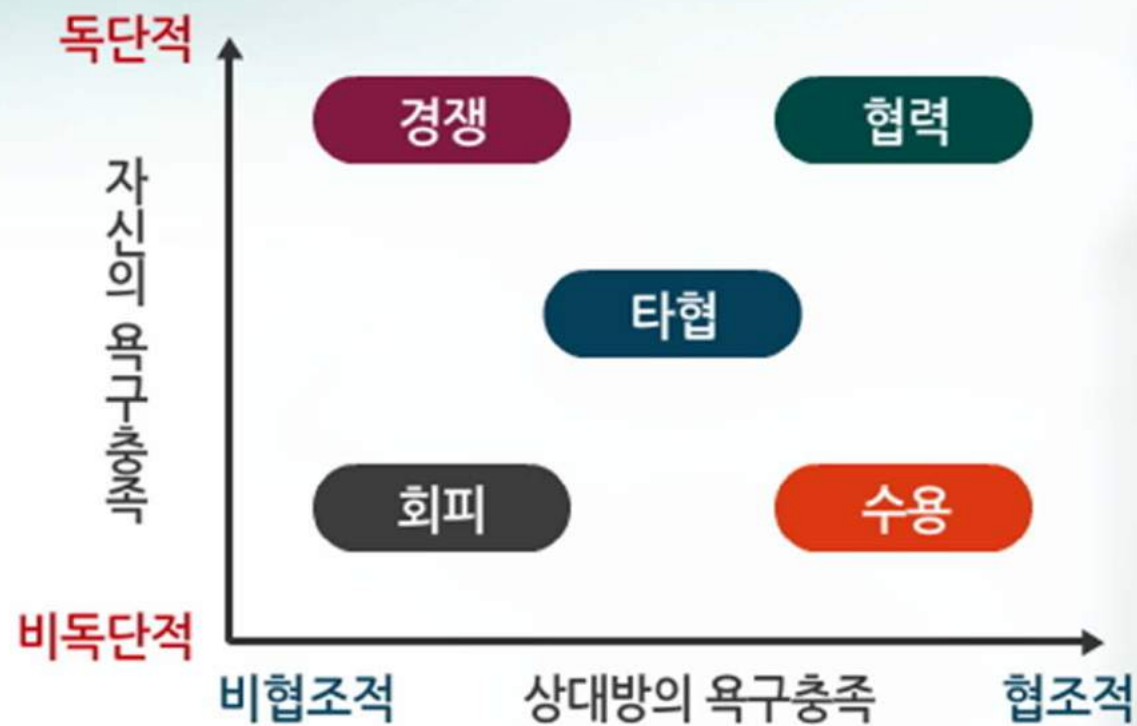 독단적
경쟁
협력
자신의 욕구충족
타협
회피
수용
비독단적
비협조적
상대방의 욕구충족
협조적